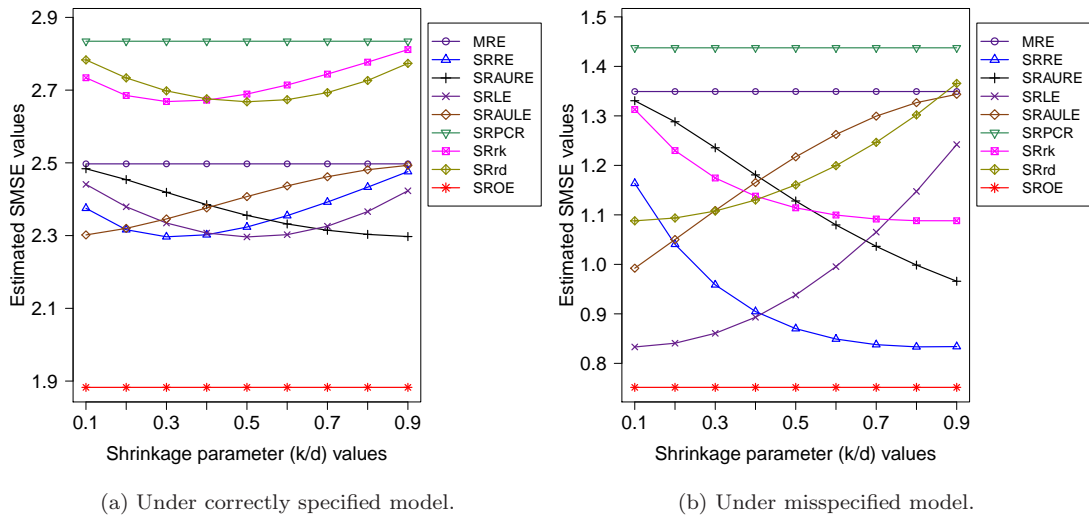 2.9
2.7
2.5
2.3
1.9
Estimated SMSE values
0.1 0.3 0.5 0.7 0.9
Shrinkage parameter (k/d) values
MRE
SRRE
SRAURE
SRLE
SRAULE
SRPCR
SRrk
SRrd
SROE
(a) Under correctly specified model.
1.5
1.4
1.3
1.2
1.1
1.0
0.9
0.8
Estimated SMSE values
0.1 0.3 0.5 0.7 0.9
Shrinkage parameter (k/d) values
MRE
SRRE
SRAURE
SRLE
SRAULE
SRPCR
SRrk
SRrd
SROE
(b) Under misspecified model.